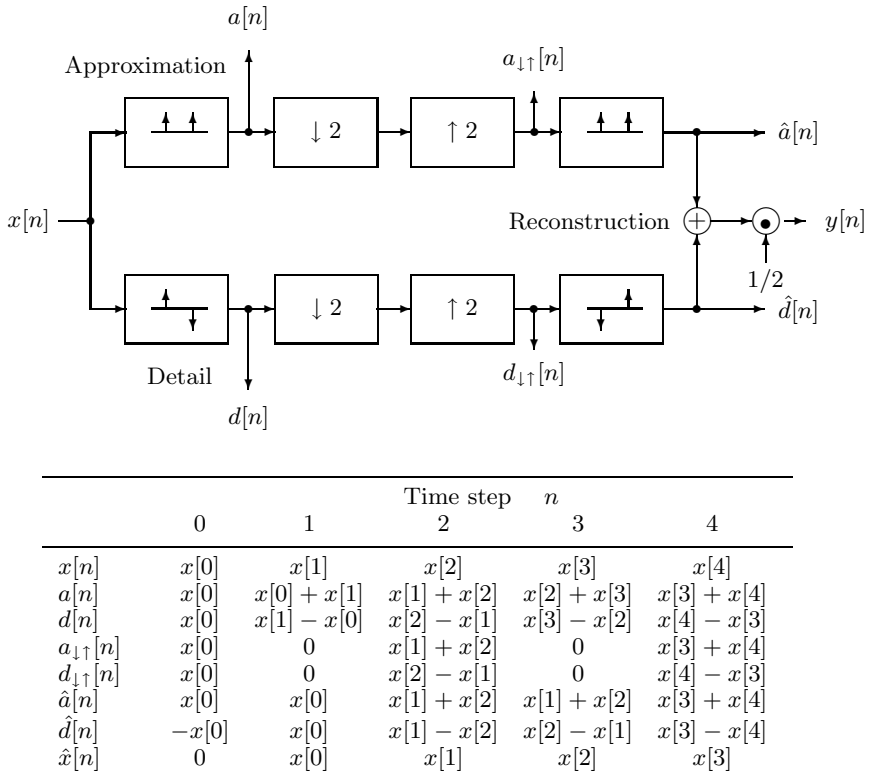 a[n]
Approximation
a↓↑[n]
↓ 2
↑ 2
â[n]
x[n]
Reconstruction
+
y[n]
1/2
↓ 2
↑ 2
d̂[n]
Detail
d↓↑[n]
d[n]
Time step n
0 1 2 3 4
x[n] x[0] x[1] x[2] x[3] x[4]
a[n] x[0] x[0] + x[1] x[1] + x[2] x[2] + x[3] x[3] + x[4]
d[n] x[0] x[1] − x[0] x[2] − x[1] x[3] − x[2] x[4] − x[3]
a↓↑[n] x[0] 0 x[1] + x[2] 0 x[3] + x[4]
d↓↑[n] x[0] 0 x[2] − x[1] 0 x[4] − x[3]
â[n] x[0] x[0] x[1] + x[2] x[1] + x[2] x[3] + x[4]
d̂[n] −x[0] x[0] x[1] − x[2] x[2] − x[1] x[3] − x[4]
x̂[n] 0 x[0] x[1] x[2] x[3]